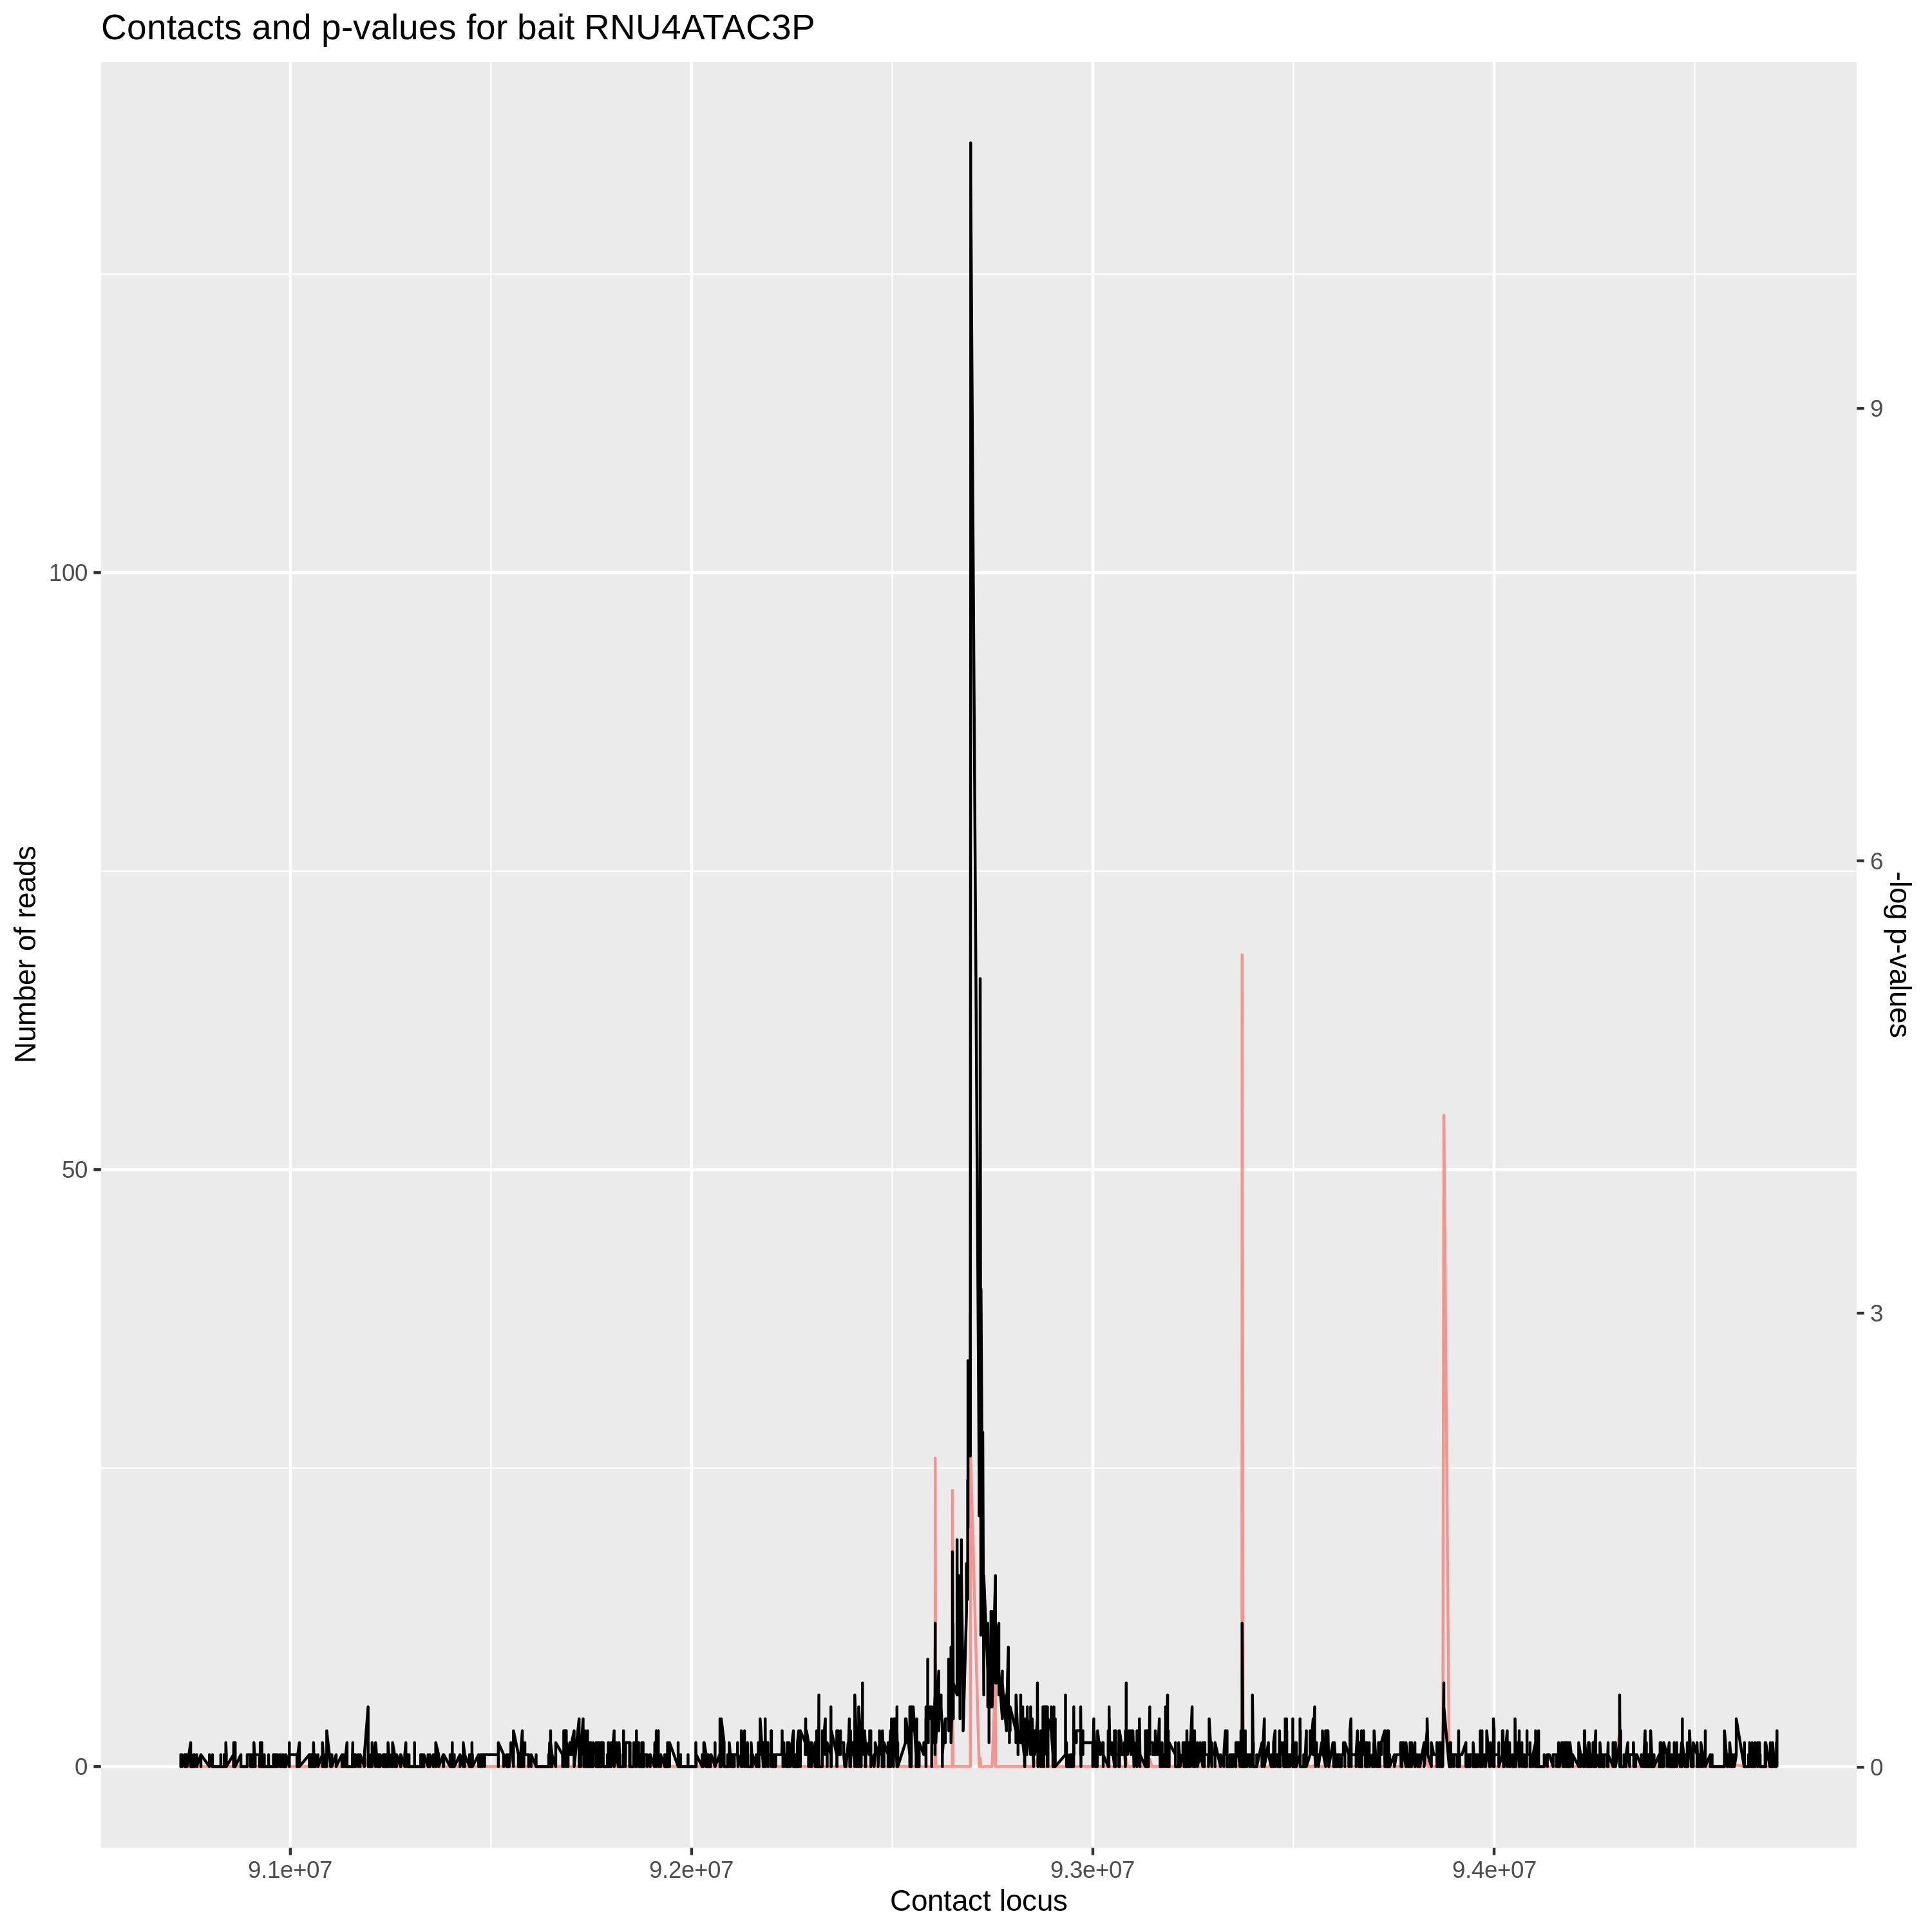 Contacts and p-values for bait RNU4ATAC3P
Number of reads
100
50
0
9
6
3
0
-log p-values
9.1e+07
9.2e+07
9.3e+07
9.4e+07
Contact locus